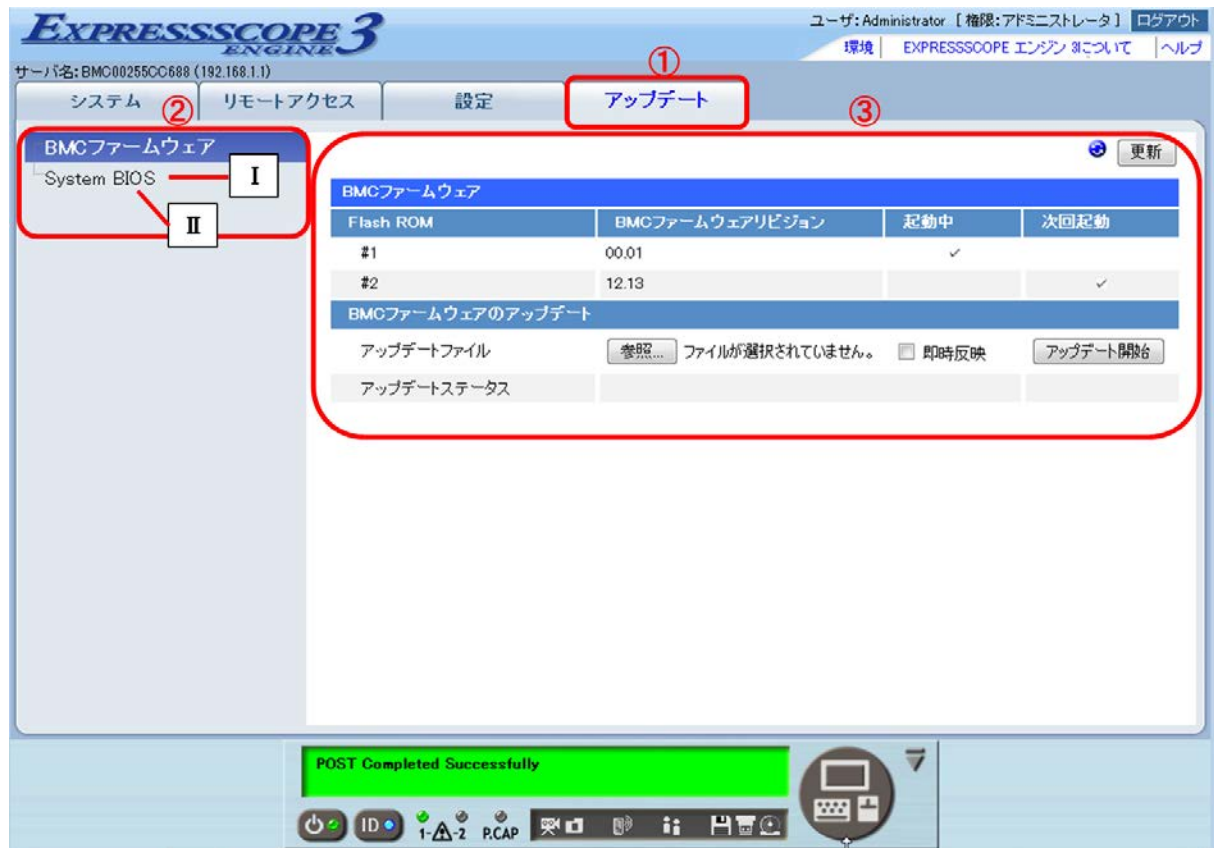 EXPRESSSCOPE 3
ENGINE
ユーザ:Administrator [権限:アドミニストレータ] ログアウト
環境 EXPRESSSCOPE エンジン 3について ヘルプ
サーバ名: BMC00255CC688 (192.168.1.1)
①
システム リモートアクセス 設定 アップデート
② ③
BMCファームウェア
System BIOS
I
II
更新
BMCファームウェア
Flash ROM BMCファームウェアリビジョン 起動中 次回起動
#1 00.01 ✓
#2 12.13 ✓
BMCファームウェアのアップデート
アップデートファイル 参照... ファイルが選択されていません。 即時反映 アップデート開始
アップデートステータス
POST Completed Successfully
ID 1-⚠-2 P.CAP